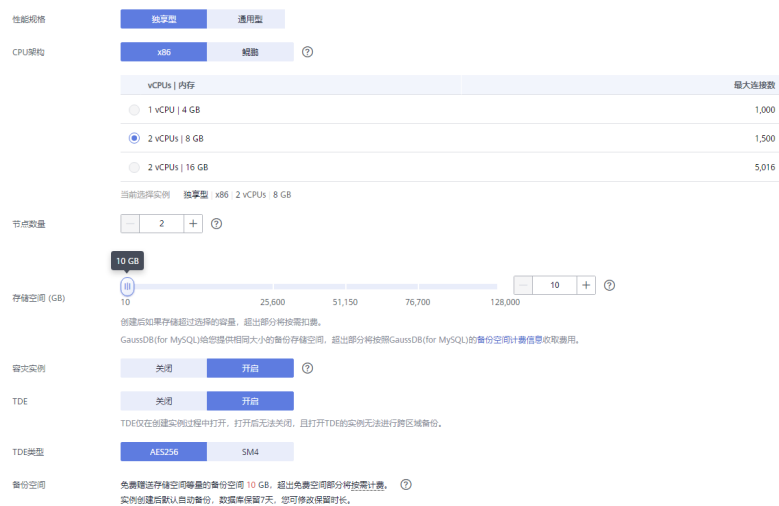 性能规格 独享型 通用型
CPU架构 x86 鲲鹏
vCPUs | 内存 最大连接数
1 vCPU | 4 GB 1,000
2 vCPUs | 8 GB 1,500
2 vCPUs | 16 GB 5,016
当前选择实例 独享型 | x86 | 2 vCPUs | 8 GB
节点数量 2
10 GB
存储空间 (GB) 10
10 25,600 51,150 76,700 128,000
创建后如果存储超过选择的容量，超出部分将按需扣费。
GaussDB(for MySQL)给您提供相同大小的备份存储空间，超出部分将按照GaussDB(for MySQL)的备份空间计费信息收取费用。
容灾实例 关闭 开启
TDE 关闭 开启
TDE仅在创建实例过程中打开，打开后无法关闭，且打开TDE的实例无法进行跨区域备份。
TDE类型 AES256 SM4
备份空间 免费赠送存储空间等量的备份空间 10 GB，超出免费空间部分将按需计费。
实例创建后默认自动备份，数据库保留7天，您可修改保留时长。